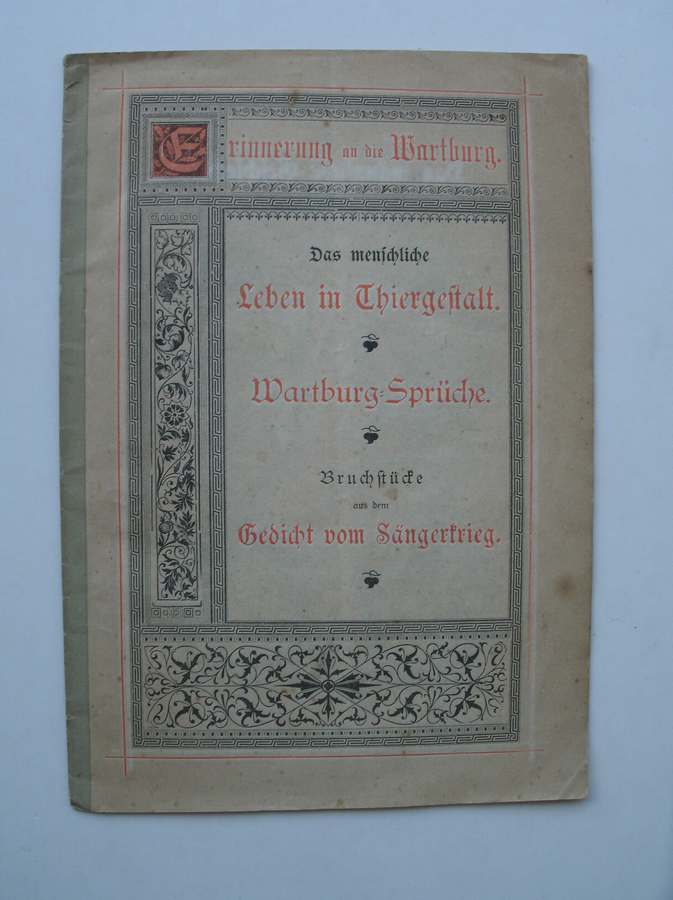 Erinnerung an die Wartburg.
Das menſchliche
Leben in Thiergeſtalt.
Wartburg-Sprüche.
Bruchſtücke
aus dem
Gedicht vom Sängerkrieg.